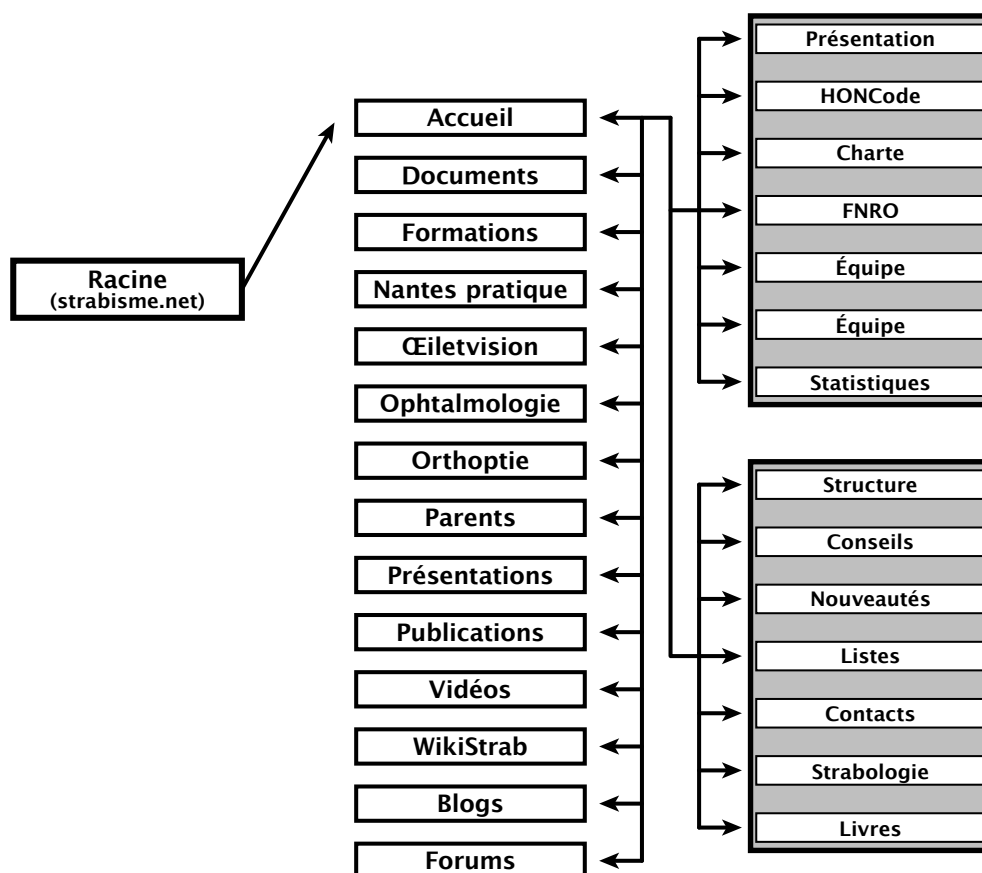 Racine
(strabisme.net)
Accueil
Documents
Formations
Nantes pratique
Œiletvision
Ophtalmologie
Orthoptie
Parents
Présentations
Publications
Vidéos
WikiStrab
Blogs
Forums
Présentation
HONCode
Charte
FNRO
Équipe
Équipe
Statistiques
Structure
Conseils
Nouveautés
Listes
Contacts
Strabologie
Livres